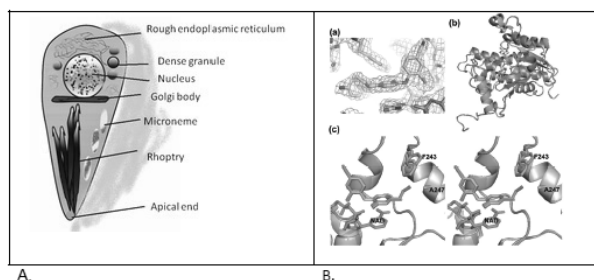 Rough endoplasmic reticulum
Dense granule
Nucleus
Golgi body
Microneme
Rhoptry
Apical end
A.
(a)
(b)
(c)
F243
A247
NAD
F243
A247
NAD
B.